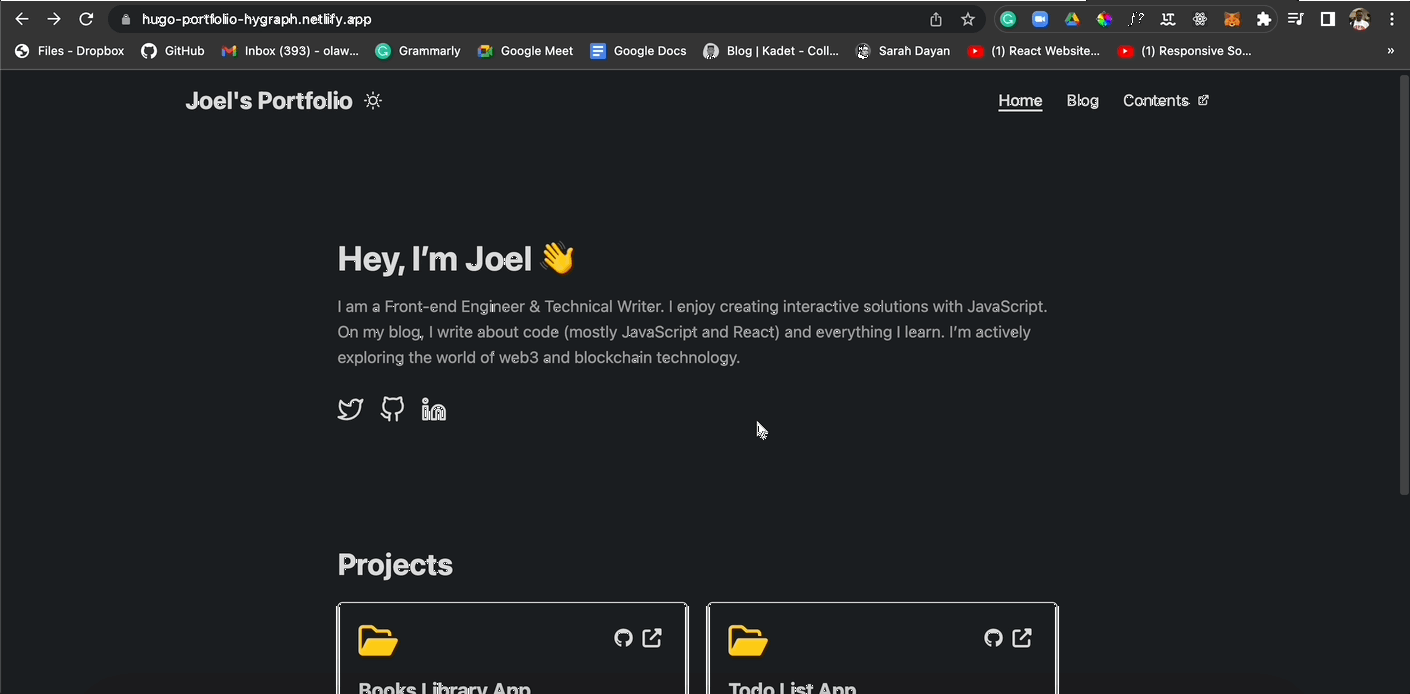 hugo-portfolio-hygraph.netlify.app
Files - Dropbox GitHub Inbox (393) - olaw... Grammarly Google Meet Google Docs Blog | Kadet - Coll... Sarah Dayan (1) React Website... (1) Responsive So... »
Joel's Portfolio Home Blog Contents
Hey, I’m Joel 👋
I am a Front-end Engineer & Technical Writer. I enjoy creating interactive solutions with JavaScript.
On my blog, I write about code (mostly JavaScript and React) and everything I learn. I’m actively
exploring the world of web3 and blockchain technology.
Projects
Books Library App Todo List App